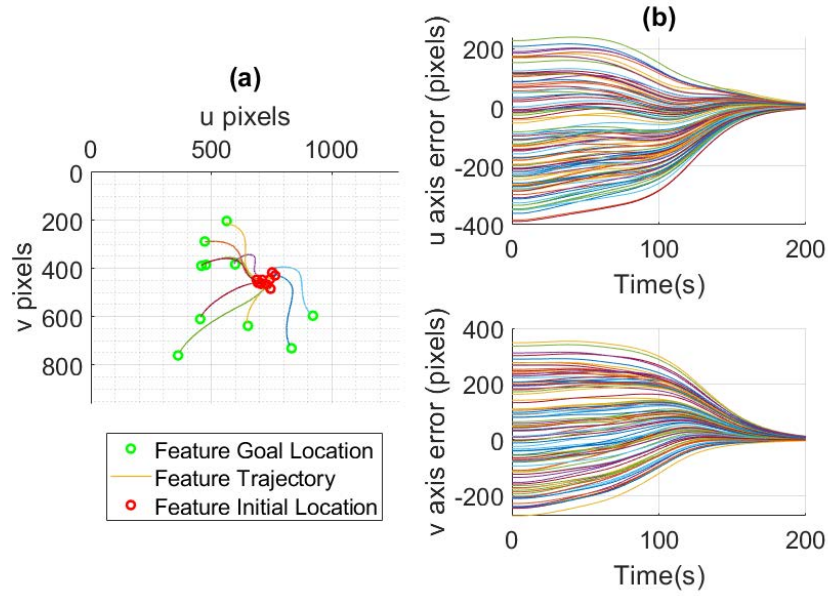 (a)
u pixels
0 500 1000
0
200
400
600
800
v pixels
Feature Goal Location
Feature Trajectory
Feature Initial Location
(b)
200
0
-200
-400
u axis error (pixels)
0 100 200
Time(s)
400
200
0
-200
v axis error (pixels)
0 100 200
Time(s)